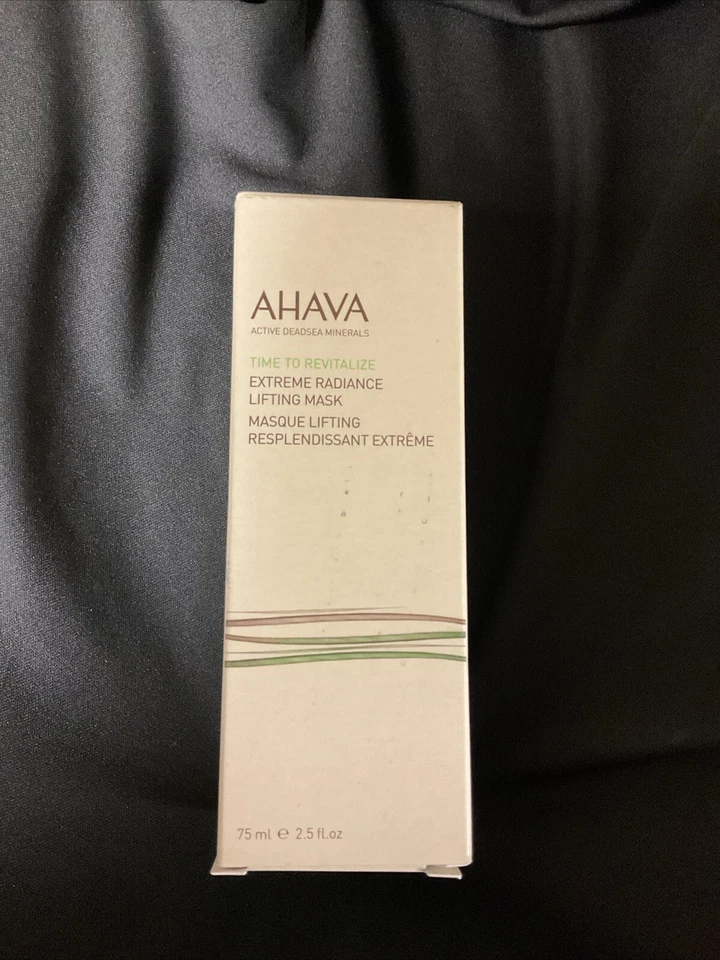 AHAVA
ACTIVE DEADSEA MINERALS
TIME TO REVITALIZE
EXTREME RADIANCE
LIFTING MASK
MASQUE LIFTING
RESPLENDISSANT EXTRÊME
75 ml ℮ 2.5 fl.oz